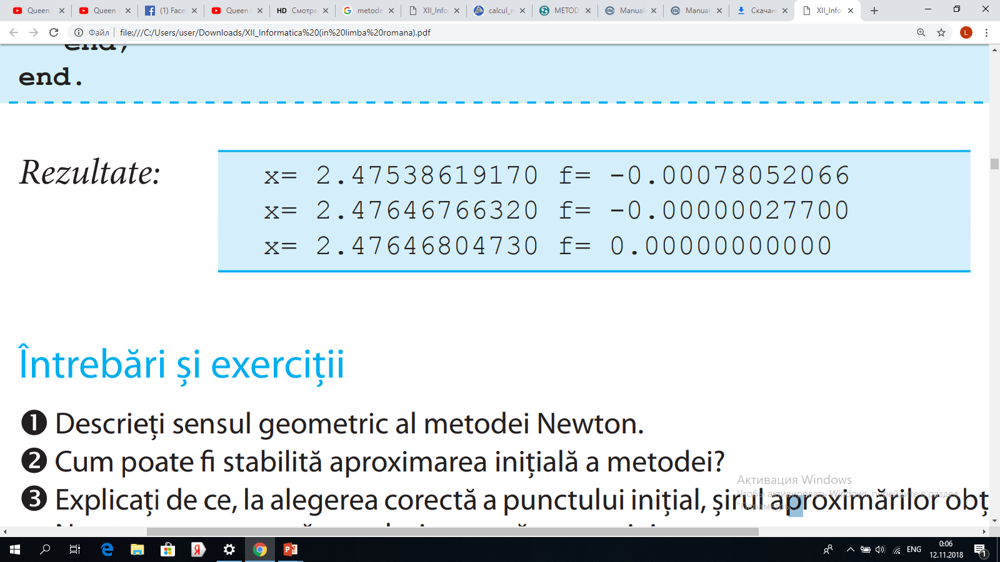 Queen
Queen
(1) Face
Queen
HD Смотре
metode
XII_Info
calcul_n
METOD
Manual
Manual
Скачан
XII_Info
Файл file:///C:/Users/user/Downloads/XII_Informatica%20(in%20limba%20romana).pdf L
end;
end.
Rezultate:
x= 2.47538619170 f= -0.00078052066
x= 2.47646766320 f= -0.00000027700
x= 2.47646804730 f= 0.00000000000
Întrebări și exerciții
1 Descrieți sensul geometric al metodei Newton.
2 Cum poate fi stabilită aproximarea inițială a metodei?
Активация Windows
3 Explicați de ce, la alegerea corectă a punctului inițial, șirul aproximărilor obț
Чтобы активировать Windows, перейдите в раздел
"Параметры
ENG
0:06
12.11.2018
1